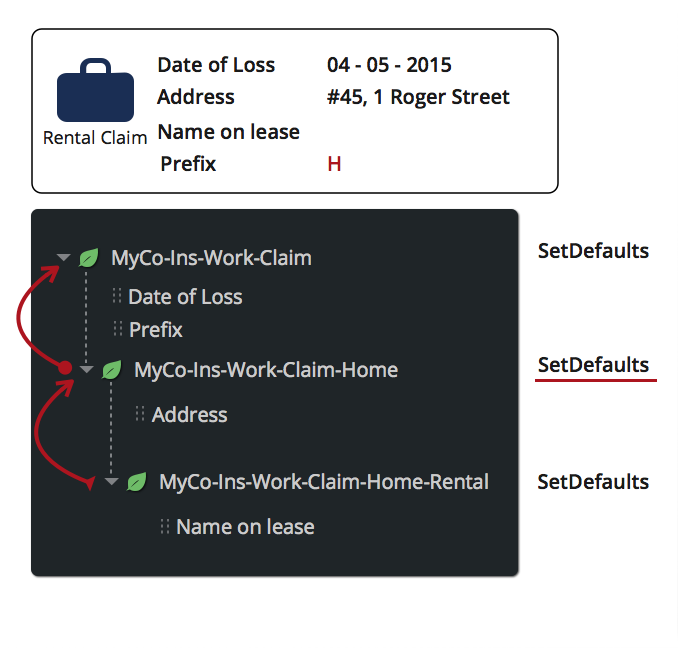 Date of Loss 04 - 05 - 2015
Address #45, 1 Roger Street
Rental Claim Name on lease
Prefix H
MyCo-Ins-Work-Claim SetDefaults
Date of Loss
Prefix
MyCo-Ins-Work-Claim-Home SetDefaults
Address
MyCo-Ins-Work-Claim-Home-Rental SetDefaults
Name on lease